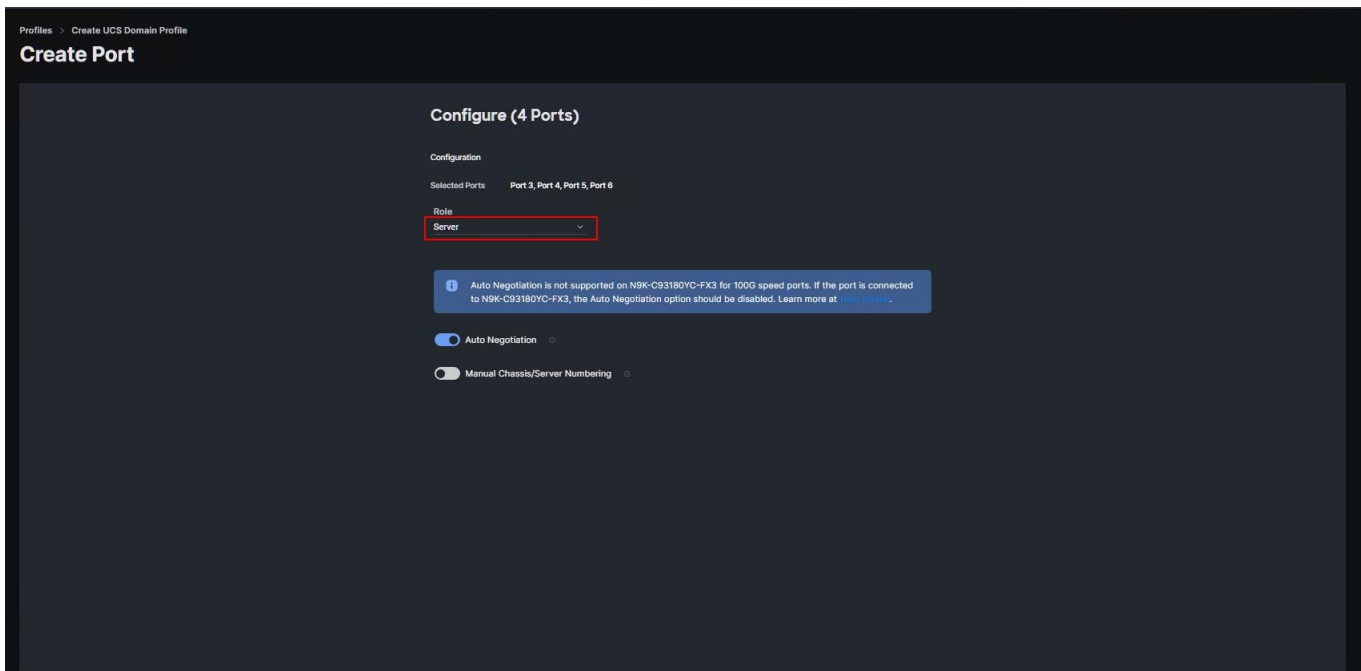 Profiles > Create UCS Domain Profile
Create Port
Configure (4 Ports)
Configuration
Selected Ports Port 3, Port 4, Port 5, Port 6
Role
Server
Auto Negotiation is not supported on N9K-C93180YC-FX3 for 100G speed ports. If the port is connected
to N9K-C93180YC-FX3, the Auto Negotiation option should be disabled. Learn more at Help Center.
Auto Negotiation
Manual Chassis/Server Numbering